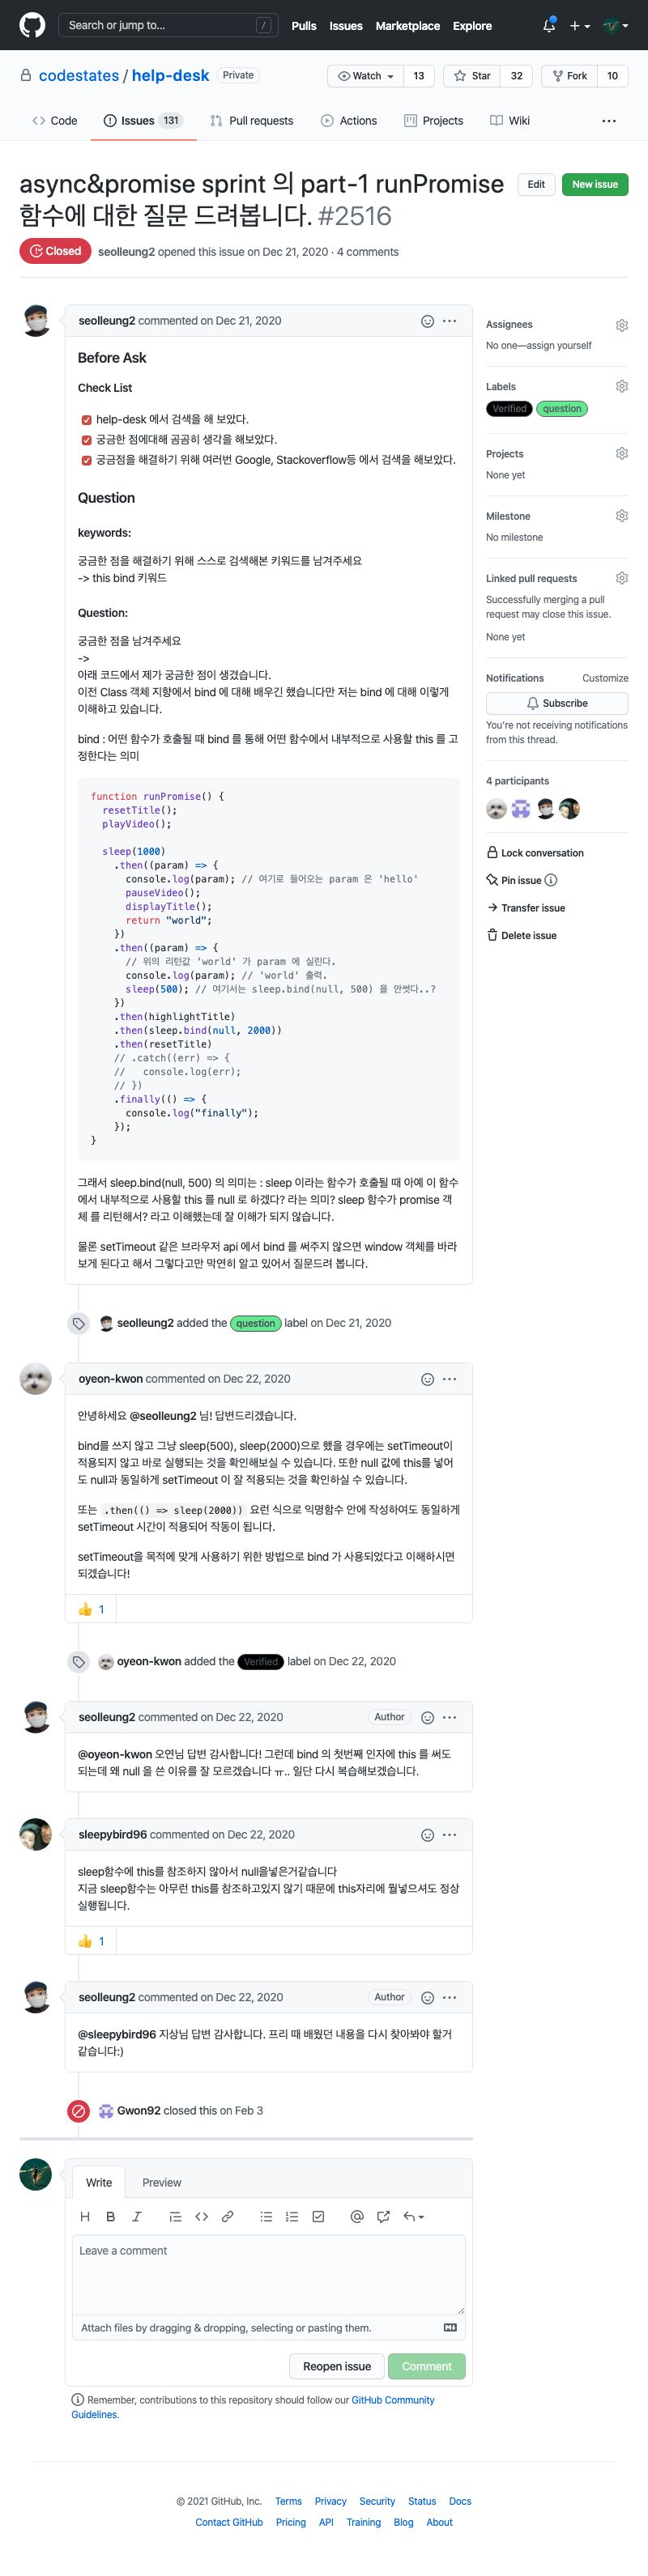 Search or jump to... /
Pulls Issues Marketplace Explore
codestates / help-desk Private
Watch 13 Star 32 Fork 10
Code Issues 131 Pull requests Actions Projects Wiki
async&promise sprint 의 part-1 runPromise
함수에 대한 질문 드려봅니다. #2516
Edit New issue
Closed seolleung2 opened this issue on Dec 21, 2020 · 4 comments
seolleung2 commented on Dec 21, 2020
Before Ask
Check List
help-desk 에서 검색을 해 보았다.
궁금한 점에대해 곰곰히 생각을 해보았다.
궁금점을 해결하기 위해 여러번 Google, Stackoverflow등 에서 검색을 해보았다.
Question
keywords:
궁금한 점을 해결하기 위해 스스로 검색해본 키워드를 남겨주세요
-> this bind 키워드
Question:
궁금한 점을 남겨주세요
->
아래 코드에서 제가 궁금한 점이 생겼습니다.
이전 Class 객체 지향에서 bind 에 대해 배우긴 했습니다만 저는 bind 에 대해 이렇게
이해하고 있습니다.
bind : 어떤 함수가 호출될 때 bind 를 통해 어떤 함수에서 내부적으로 사용할 this 를 고
정한다는 의미
function runPromise() {
resetTitle();
playVideo();
sleep(1000)
.then((param) => {
console.log(param); // 여기로 들어오는 param 은 'hello'
pauseVideo();
displayTitle();
return "world";
})
.then((param) => {
// 위의 리턴값 'world' 가 param 에 실린다.
console.log(param); // 'world' 출력.
sleep(500); // 여기서는 sleep.bind(null, 500) 을 안썻다..?
})
.then(highlightTitle)
.then(sleep.bind(null, 2000))
.then(resetTitle)
// .catch((err) => {
//   console.log(err);
// })
.finally(() => {
console.log("finally");
});
}
그래서 sleep.bind(null, 500) 의 의미는 : sleep 이라는 함수가 호출될 때 아예 이 함수
에서 내부적으로 사용할 this 를 null 로 하겠다? 라는 의미? sleep 함수가 promise 객
체 를 리턴해서? 라고 이해했는데 잘 이해가 되지 않습니다.
물론 setTimeout 같은 브라우저 api 에서 bind 를 써주지 않으면 window 객체를 바라
보게 된다고 해서 그렇다고만 막연히 알고 있어서 질문드려 봅니다.
seolleung2 added the question label on Dec 21, 2020
oyeon-kwon commented on Dec 22, 2020
안녕하세요 @seolleung2 님! 답변드리겠습니다.
bind를 쓰지 않고 그냥 sleep(500), sleep(2000)으로 했을 경우에는 setTimeout이
적용되지 않고 바로 실행되는 것을 확인해보실 수 있습니다. 또한 null 값에 this를 넣어
도 null과 동일하게 setTimeout 이 잘 적용되는 것을 확인하실 수 있습니다.
또는 .then(() => sleep(2000)) 요런 식으로 익명함수 안에 작성하여도 동일하게
setTimeout 시간이 적용되어 작동이 됩니다.
setTimeout을 목적에 맞게 사용하기 위한 방법으로 bind 가 사용되었다고 이해하시면
되겠습니다!
👍 1
oyeon-kwon added the Verified label on Dec 22, 2020
seolleung2 commented on Dec 22, 2020 Author
@oyeon-kwon 오연님 답변 감사합니다! 그런데 bind 의 첫번째 인자에 this 를 써도
되는데 왜 null 을 쓴 이유를 잘 모르겠습니다 ㅠ.. 일단 다시 복습해보겠습니다.
sleepybird96 commented on Dec 22, 2020
sleep함수에 this를 참조하지 않아서 null을넣은거같습니다
지금 sleep함수는 아무런 this를 참조하고있지 않기 때문에 this자리에 뭘넣으셔도 정상
실행됩니다.
👍 1
seolleung2 commented on Dec 22, 2020 Author
@sleepybird96 지상님 답변 감사합니다. 프리 때 배웠던 내용을 다시 찾아봐야 할거
같습니다:)
Gwon92 closed this on Feb 3
Write Preview
Leave a comment
Attach files by dragging & dropping, selecting or pasting them.
Reopen issue Comment
Remember, contributions to this repository should follow our GitHub Community
Guidelines.
Assignees
No one—assign yourself
Labels
Verified question
Projects
None yet
Milestone
No milestone
Linked pull requests
Successfully merging a pull
request may close this issue.
None yet
Notifications Customize
Subscribe
You're not receiving notifications
from this thread.
4 participants
Lock conversation
Pin issue
Transfer issue
Delete issue
© 2021 GitHub, Inc. Terms Privacy Security Status Docs
Contact GitHub Pricing API Training Blog About